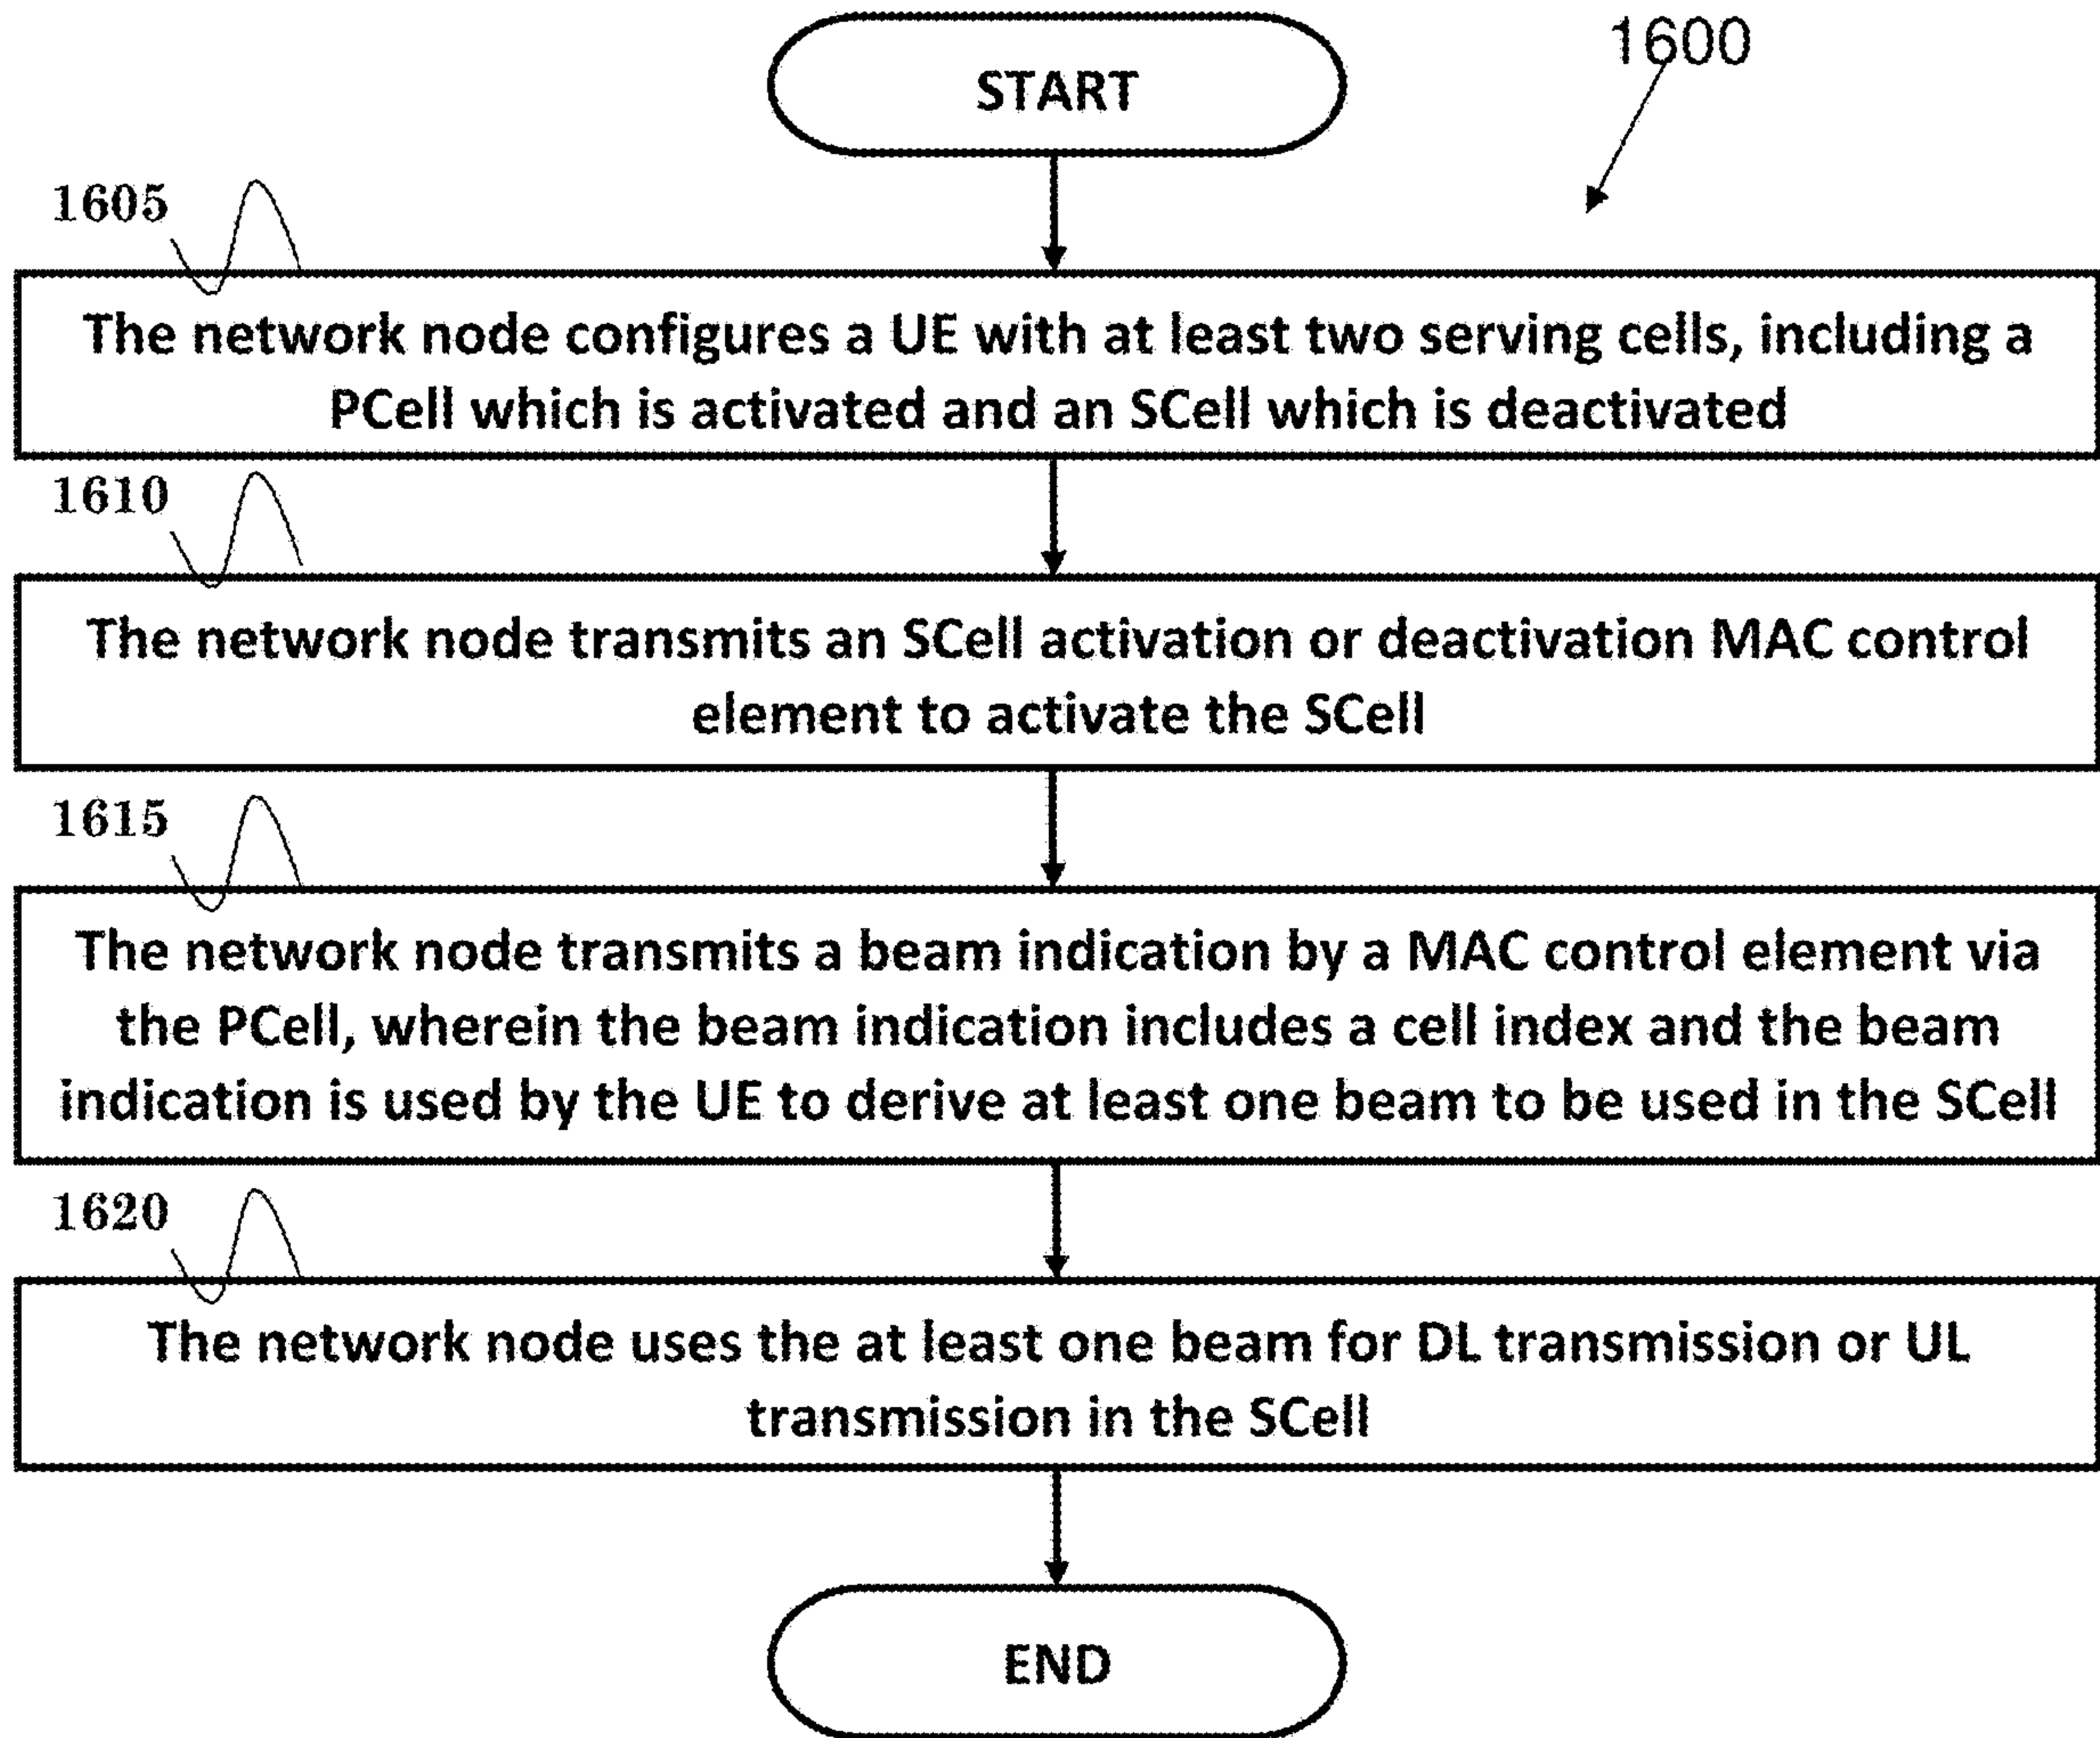 START
1600
1605
The network node configures a UE with at least two serving cells, including a
PCell which is activated and an SCell which is deactivated
1610
The network node transmits an SCell activation or deactivation MAC control
element to activate the SCell
1615
The network node transmits a beam indication by a MAC control element via
the PCell, wherein the beam indication includes a cell index and the beam
indication is used by the UE to derive at least one beam to be used in the SCell
1620
The network node uses the at least one beam for DL transmission or UL
transmission in the SCell
END